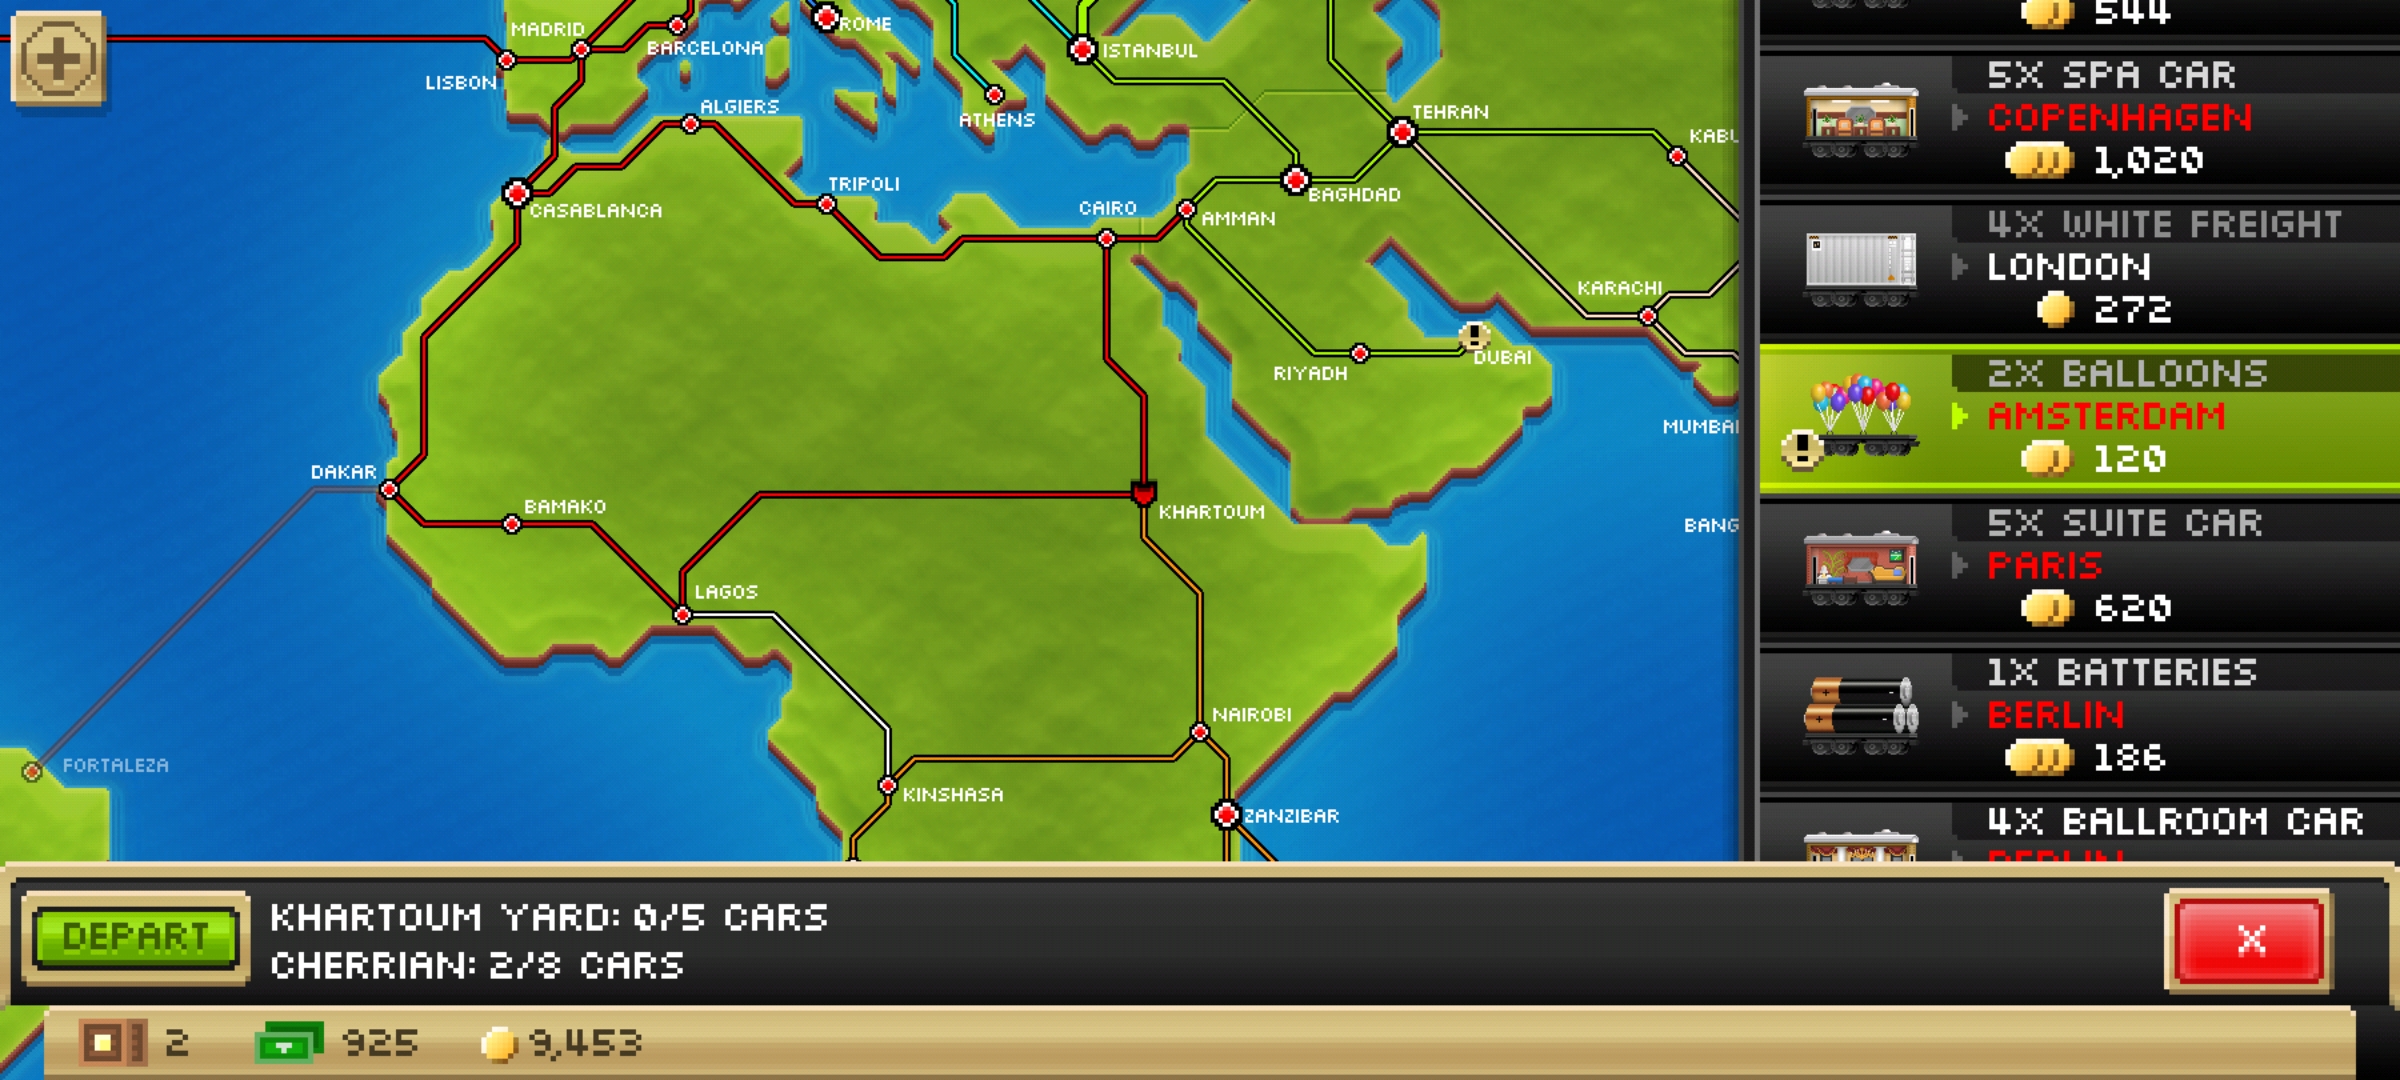 MADRID
LISBON
BARCELONA
ROME
ALGIERS
ATHENS
ISTANBUL
TEHRAN
CASABLANCA
TRIPOLI
CAIRO
AMMAN
BAGHDAD
KARACHI
RIYADH
DUBAI
DAKAR
BAMAKO
KHARTOUM
LAGOS
FORTALEZA
NAIROBI
KINSHASA
ZANZIBAR
KABU
MUMBAI
BANG
544
5X SPA CAR
COPENHAGEN
1,020
4X WHITE FREIGHT
LONDON
272
2X BALLOONS
AMSTERDAM
120
5X SUITE CAR
PARIS
620
1X BATTERIES
BERLIN
186
4X BALLROOM CAR
BERLIN
DEPART
KHARTOUM YARD: 0/5 CARS
CHERRIAN: 2/8 CARS
X
2
925
9,453